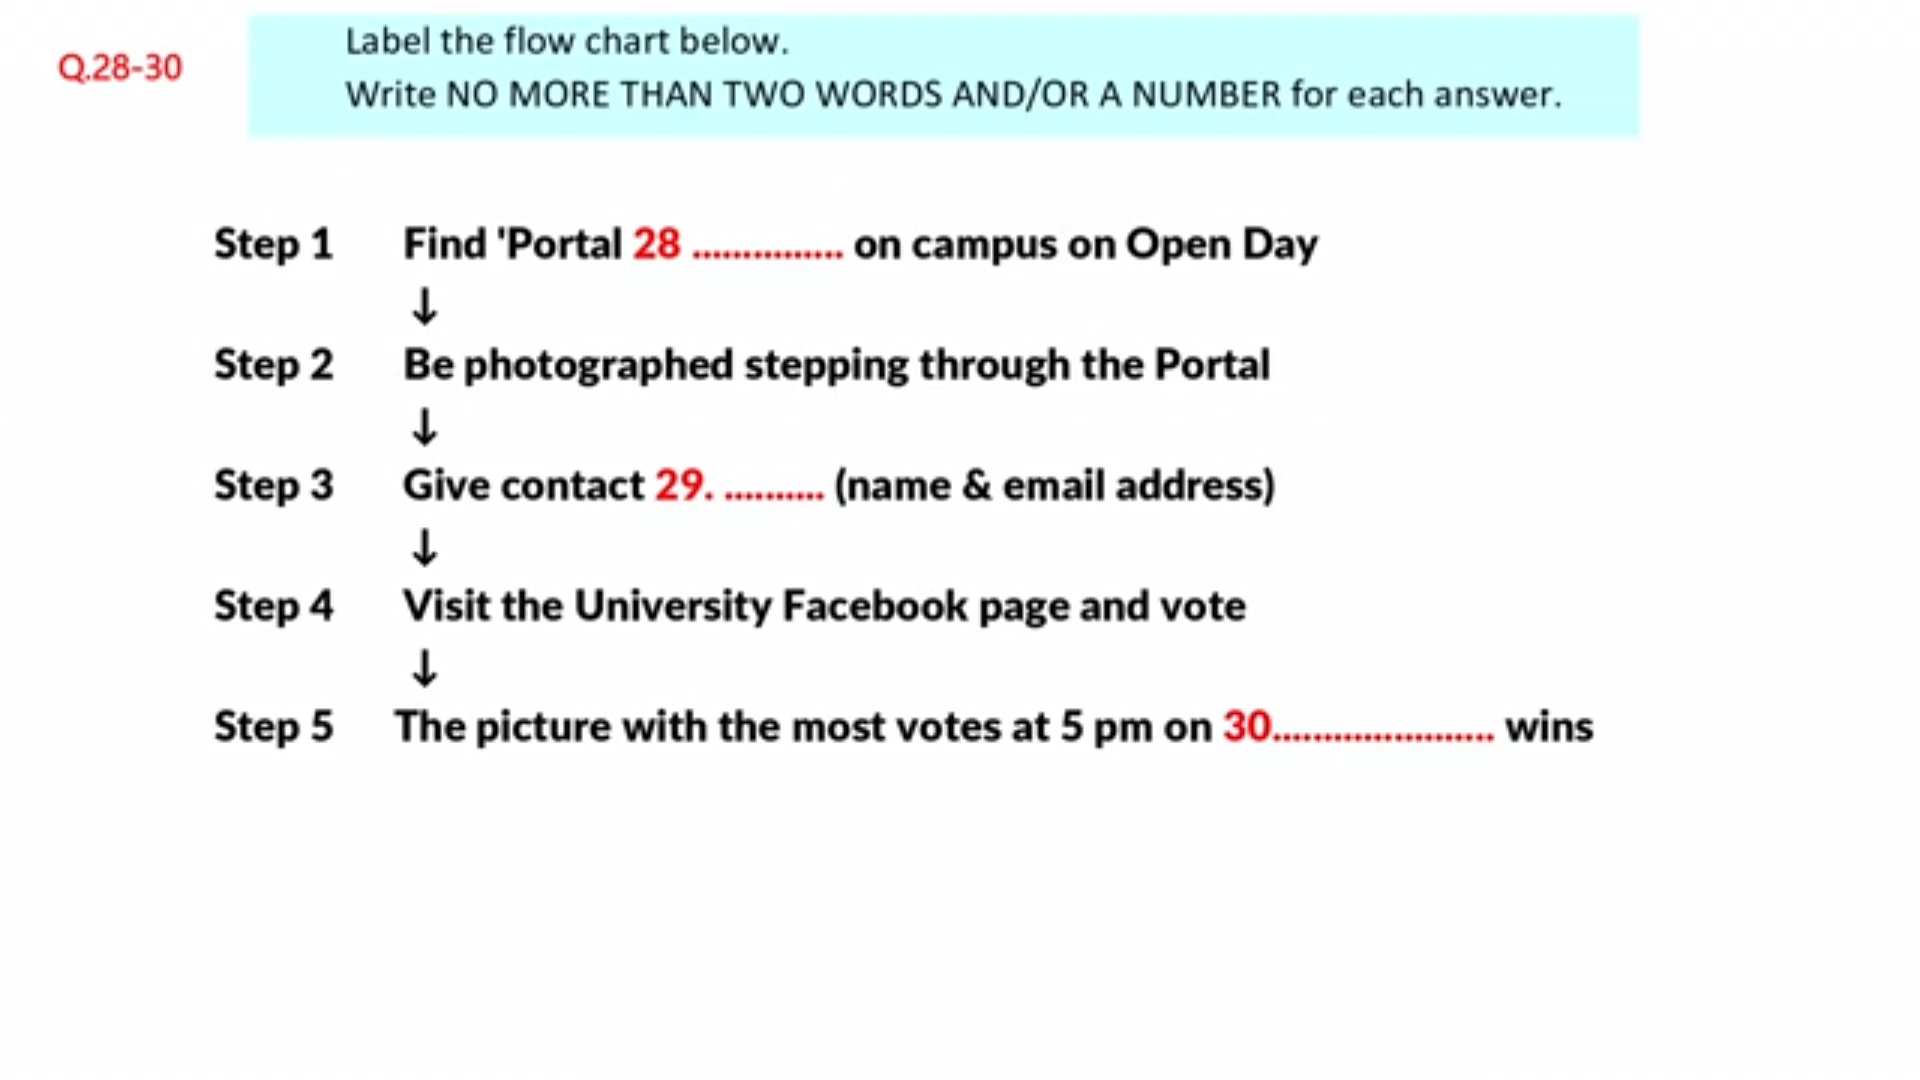 Q.28-30
Label the flow chart below.
Write NO MORE THAN TWO WORDS AND/OR A NUMBER for each answer.
Step 1 Find 'Portal 28 ............... on campus on Open Day
↓
Step 2 Be photographed stepping through the Portal
↓
Step 3 Give contact 29. .......... (name & email address)
↓
Step 4 Visit the University Facebook page and vote
↓
Step 5 The picture with the most votes at 5 pm on 30...................... wins